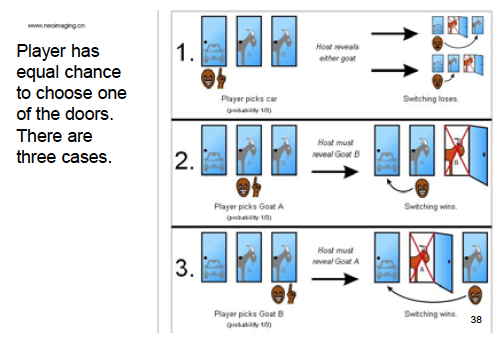 www.neoimaging.cn
Player has
equal chance
to choose one
of the doors.
There are
three cases.
1.
Host reveals
either goat
Player picks car
(probability 1/3)
Switching loses.
2.
Host must
reveal Goat B
A
B
Player picks Goat A
(probability 1/3)
Switching wins.
3.
Host must
reveal Goat A
A
Player picks Goat B
(probability 1/3)
Switching wins.
38